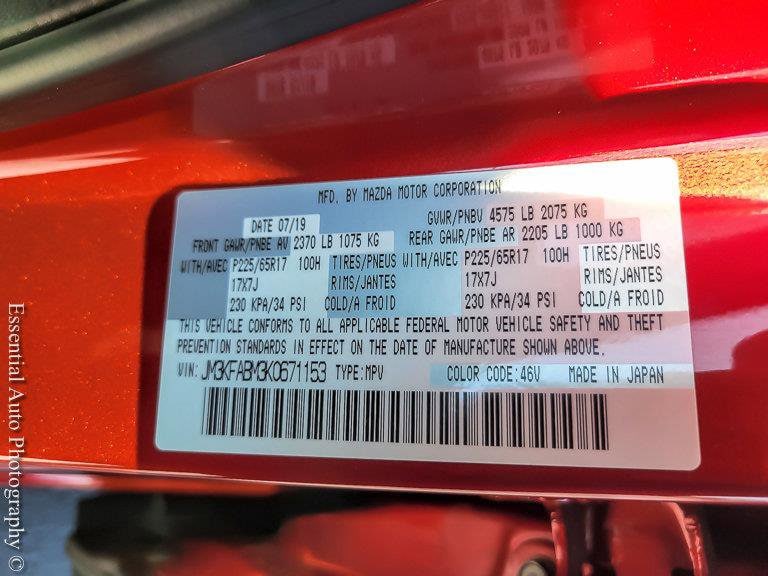 MFD. BY MAZDA MOTOR CORPORATION
DATE 07/19 GVWR/PNBV 4575 LB 2075 KG
FRONT GAWR/PNBE AV 2370 LB 1075 KG REAR GAWR/PNBE AR 2205 LB 1000 KG
WITH/AVEC P225/65R17 100H TIRES/PNEUS WITH/AVEC P225/65R17 100H TIRES/PNEUS
17X7J RIMS/JANTES 17X7J RIMS/JANTES
230 KPA/34 PSI COLD/A FROID 230 KPA/34 PSI COLD/A FROID
THIS VEHICLE CONFORMS TO ALL APPLICABLE FEDERAL MOTOR VEHICLE SAFETY AND THEFT
PREVENTION STANDARDS IN EFFECT ON THE DATE OF MANUFACTURE SHOWN ABOVE.
VIN: JM3KFABM3K0671153 TYPE:MPV COLOR CODE:46V MADE IN JAPAN
Essential Auto Photography ©